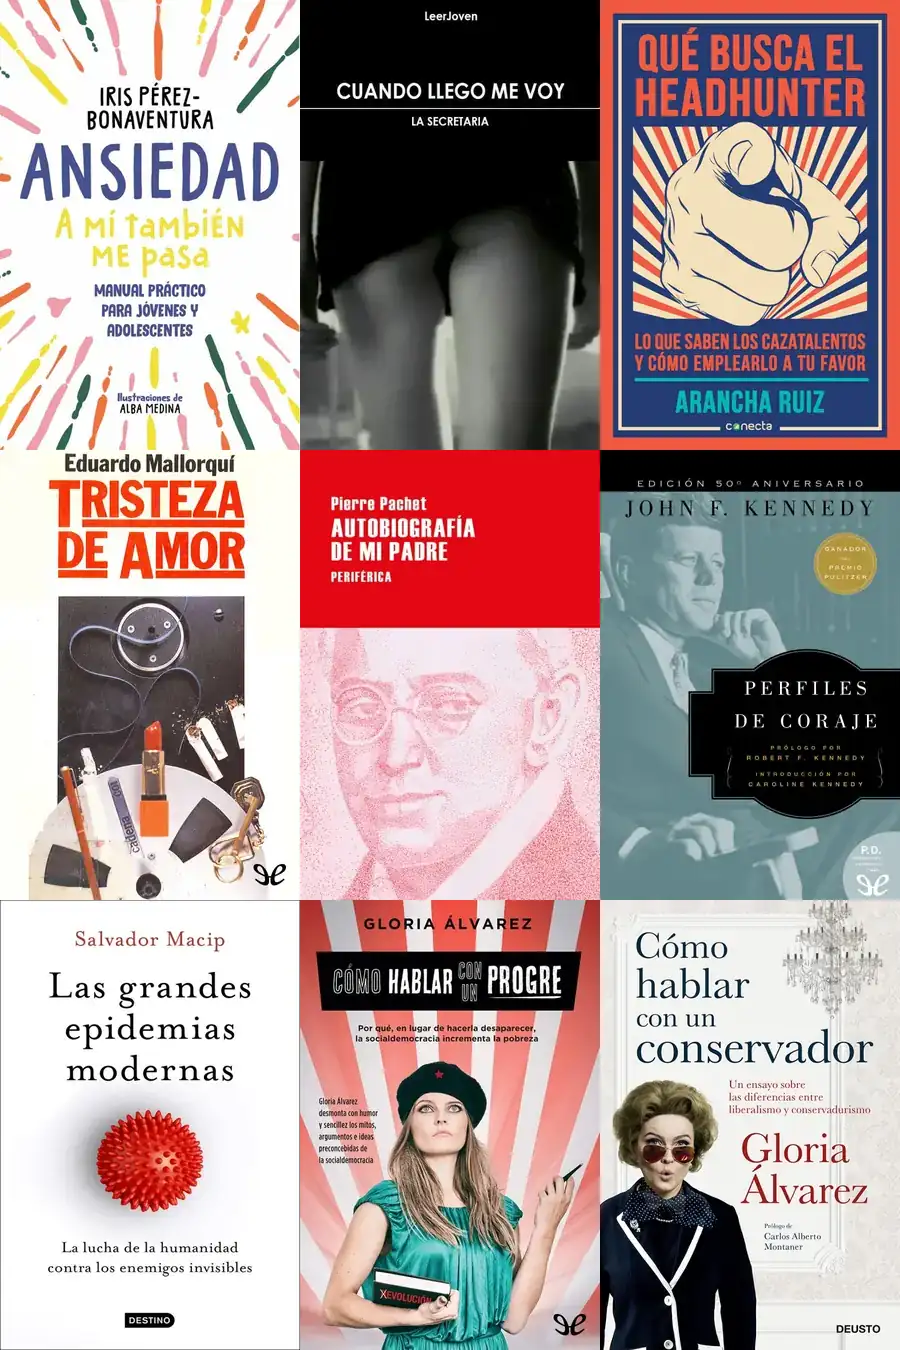 IRIS PÉREZ-
BONAVENTURA
ANSIEDAD
A mí también
me pasa
MANUAL PRÁCTICO
PARA JÓVENES Y
ADOLESCENTES
Ilustraciones de
ALBA MEDINA
LeerJoven
CUANDO LLEGO ME VOY
LA SECRETARIA
QUÉ BUSCA EL
HEADHUNTER
LO QUE SABEN LOS CAZATALENTOS
Y CÓMO EMPLEARLO A TU FAVOR
ARANCHA RUIZ
conecta
Eduardo Mallorquí
TRISTEZA
DE AMOR
cadena
Pierre Pachet
AUTOBIOGRAFÍA
DE MI PADRE
PERIFÉRICA
EDICIÓN 50º ANIVERSARIO
JOHN F. KENNEDY
GANADOR
DEL
PREMIO
PULITZER
PERFILES
DE CORAJE
PRÓLOGO POR
ROBERT F. KENNEDY
INTRODUCCIÓN POR
CAROLINE KENNEDY
P.D.
Salvador Macip
Las grandes
epidemias
modernas
La lucha de la humanidad
contra los enemigos invisibles
DESTINO
GLORIA ÁLVAREZ
CÓMO HABLAR CON UN PROGRE
Por qué, en lugar de hacerla desaparecer,
la socialdemocracia incrementa la pobreza
Gloria Álvarez
desmonta con humor
y sencillez los mitos,
argumentos e ideas
preconcebidas de
la socialdemocracia
XEVOLUCIÓN
Cómo
hablar
con un
conservador
Un ensayo sobre
las diferencias entre
liberalismo y conservadurismo
Gloria
Álvarez
Prólogo de
Carlos Alberto
Montaner
DEUSTO